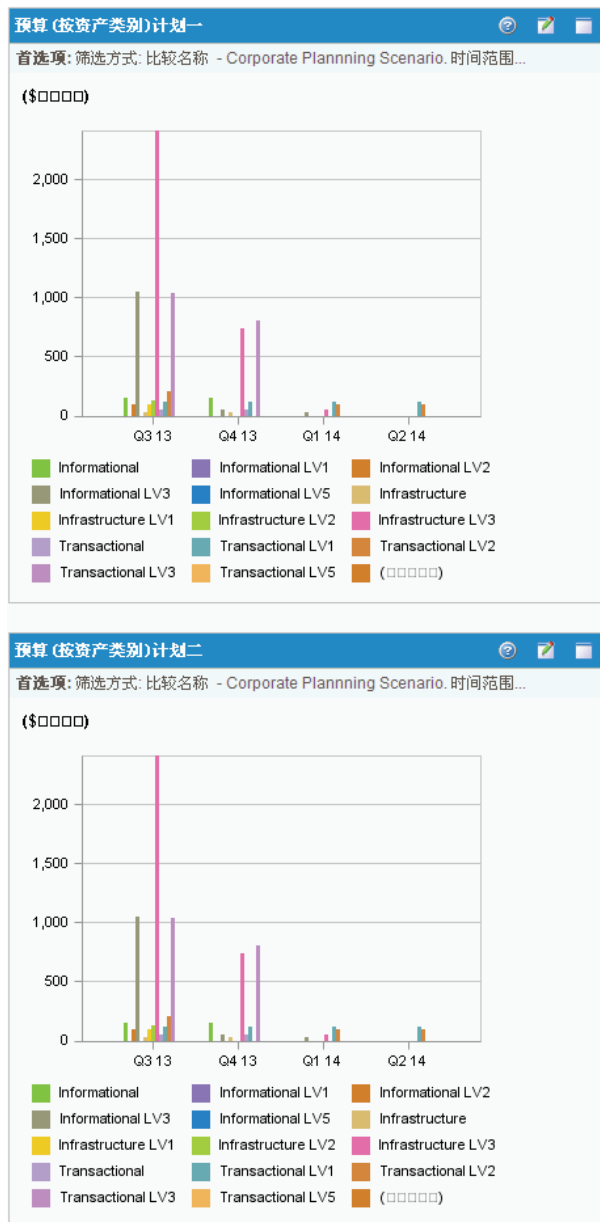 预算 (按资产类别) 计划一
首选项: 筛选方式: 比较名称 - Corporate Plannning Scenario. 时间范围...
($□□□□)
2,000
1,500
1,000
500
0
Q3 13 Q4 13 Q1 14 Q2 14
Informational Informational LV1 Informational LV2
Informational LV3 Informational LV5 Infrastructure
Infrastructure LV1 Infrastructure LV2 Infrastructure LV3
Transactional Transactional LV1 Transactional LV2
Transactional LV3 Transactional LV5 (□□□□□)
预算 (按资产类别) 计划二
首选项: 筛选方式: 比较名称 - Corporate Plannning Scenario. 时间范围...
($□□□□)
2,000
1,500
1,000
500
0
Q3 13 Q4 13 Q1 14 Q2 14
Informational Informational LV1 Informational LV2
Informational LV3 Informational LV5 Infrastructure
Infrastructure LV1 Infrastructure LV2 Infrastructure LV3
Transactional Transactional LV1 Transactional LV2
Transactional LV3 Transactional LV5 (□□□□□)